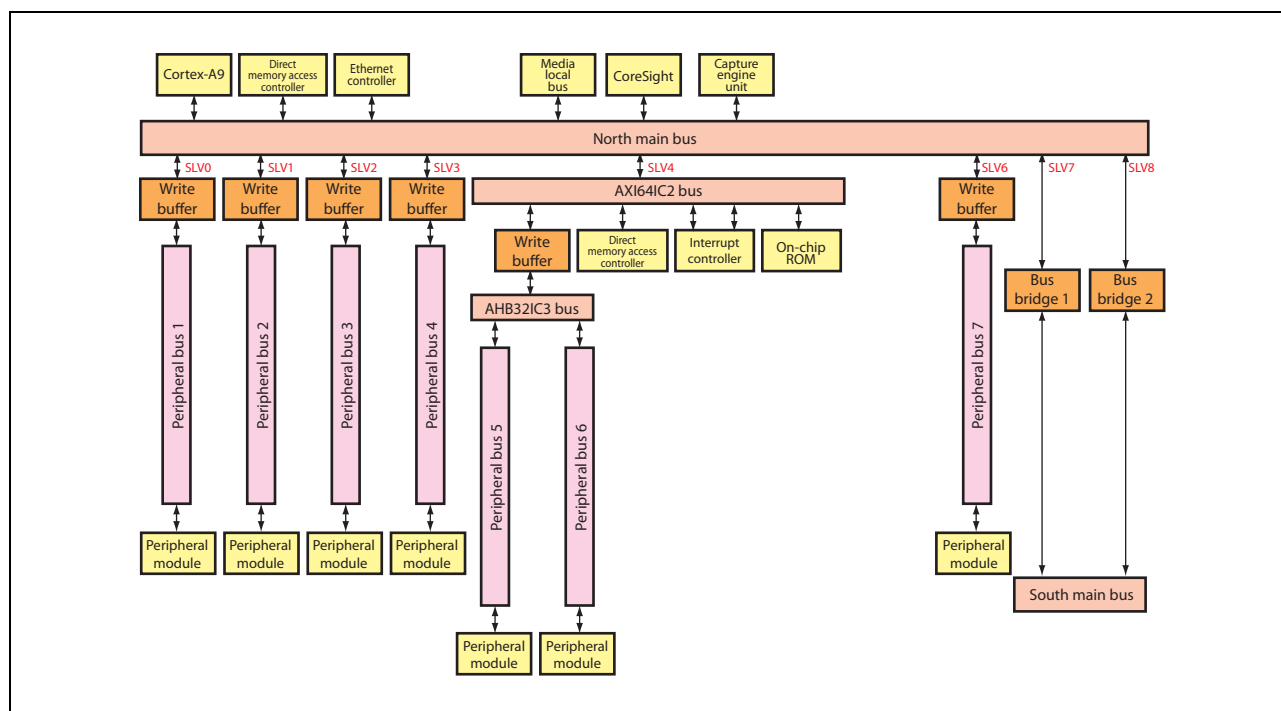 Cortex-A9
Direct
memory access
controller
Ethernet
controller
Media
local
bus
CoreSight
Capture
engine
unit
North main bus
SLV0
SLV1
SLV2
SLV3
SLV4
SLV6
SLV7
SLV8
Write
buffer
Write
buffer
Write
buffer
Write
buffer
AXI64IC2 bus
Write
buffer
Write
buffer
Direct
memory access
controller
Interrupt
controller
On-chip
ROM
Bus
bridge 1
Bus
bridge 2
AHB32IC3 bus
Peripheral bus 1
Peripheral bus 2
Peripheral bus 3
Peripheral bus 4
Peripheral bus 5
Peripheral bus 6
Peripheral bus 7
Peripheral
module
Peripheral
module
Peripheral
module
Peripheral
module
Peripheral
module
South main bus
Peripheral
module
Peripheral
module